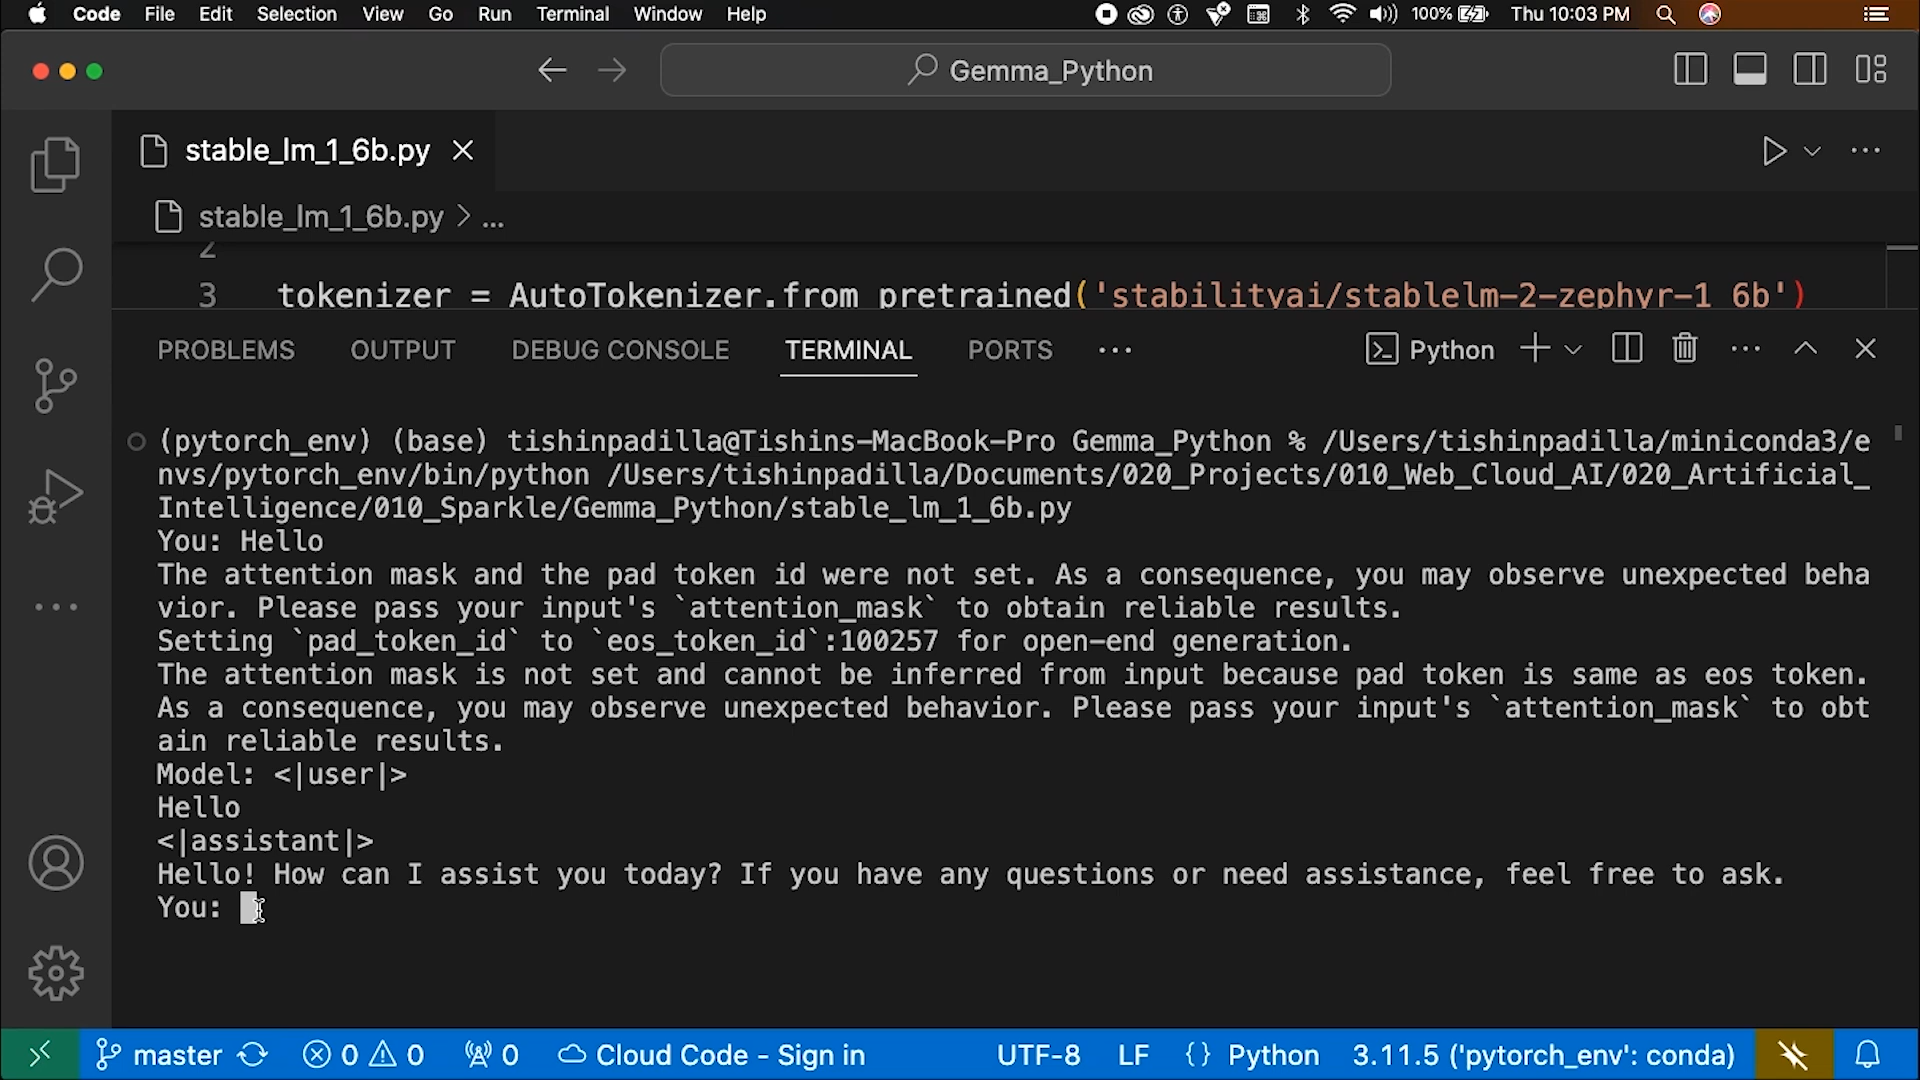 Code File Edit Selection View Go Run Terminal Window Help 100% Thu 10:03 PM
Gemma_Python
stable_lm_1_6b.py
stable_lm_1_6b.py > ...
2
3 tokenizer = AutoTokenizer.from_pretrained('stabilityai/stablelm-2-zephyr-1_6b')
PROBLEMS OUTPUT DEBUG CONSOLE TERMINAL PORTS ... Python
(pytorch_env) (base) tishinpadilla@Tishins-MacBook-Pro Gemma_Python % /Users/tishinpadilla/miniconda3/e
nvs/pytorch_env/bin/python /Users/tishinpadilla/Documents/020_Projects/010_Web_Cloud_AI/020_Artificial_
Intelligence/010_Sparkle/Gemma_Python/stable_lm_1_6b.py
You: Hello
The attention mask and the pad token id were not set. As a consequence, you may observe unexpected beha
vior. Please pass your input's `attention_mask` to obtain reliable results.
Setting `pad_token_id` to `eos_token_id`:100257 for open-end generation.
The attention mask is not set and cannot be inferred from input because pad token is same as eos token.
As a consequence, you may observe unexpected behavior. Please pass your input's `attention_mask` to obt
ain reliable results.
Model: <|user|>
Hello
<|assistant|>
Hello! How can I assist you today? If you have any questions or need assistance, feel free to ask.
You:
master 0 0 0 Cloud Code - Sign in UTF-8 LF {} Python 3.11.5 ('pytorch_env': conda)